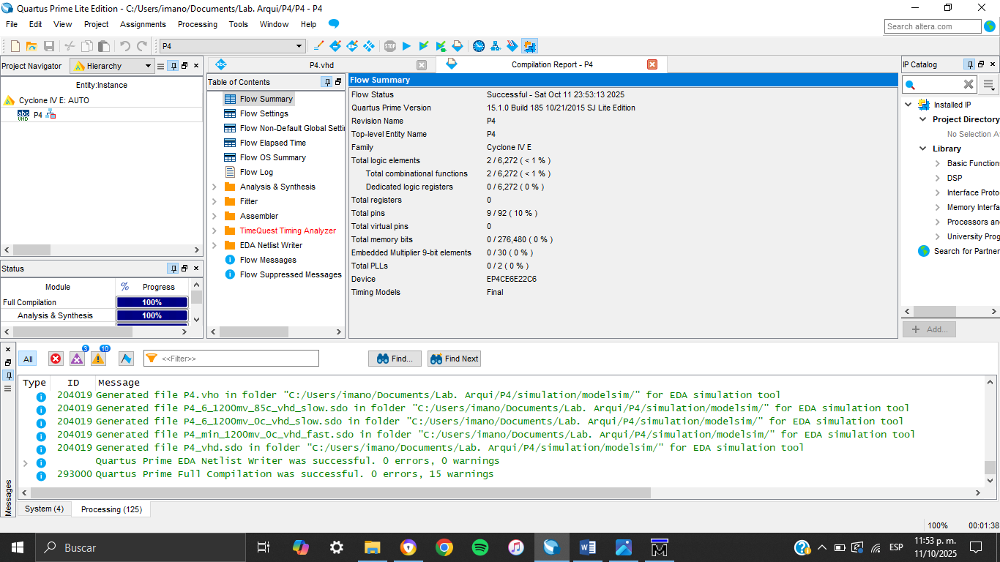 Quartus Prime Lite Edition - C:/Users/imano/Documents/Lab. Arqui/P4/P4 - P4
File Edit View Project Assignments Processing Tools Window Help
Search altera.com
P4
Project Navigator
Hierarchy
Entity:Instance
Cyclone IV E: AUTO
abc
VHD
P4
Status
Module % Progress
Full Compilation 100%
Analysis & Synthesis 100%
abc
P4.vhd
Compilation Report - P4
Table of Contents
Flow Summary
Flow Settings
Flow Non-Default Global Setti
Flow Elapsed Time
Flow OS Summary
Flow Log
Analysis & Synthesis
Fitter
Assembler
TimeQuest Timing Analyzer
EDA Netlist Writer
Flow Messages
Flow Suppressed Messages
Flow Summary
Flow Status Successful - Sat Oct 11 23:53:13 2025
Quartus Prime Version 15.1.0 Build 185 10/21/2015 SJ Lite Edition
Revision Name P4
Top-level Entity Name P4
Family Cyclone IV E
Total logic elements 2 / 6,272 ( < 1 % )
Total combinational functions 2 / 6,272 ( < 1 % )
Dedicated logic registers 0 / 6,272 ( 0 % )
Total registers 0
Total pins 9 / 92 ( 10 % )
Total virtual pins 0
Total memory bits 0 / 276,480 ( 0 % )
Embedded Multiplier 9-bit elements 0 / 30 ( 0 % )
Total PLLs 0 / 2 ( 0 % )
Device EP4CE6E22C6
Timing Models Final
IP Catalog
Installed IP
Project Directory
No Selection A
Library
Basic Functions
DSP
Interface Proto
Memory Interfa
Processors an
University Prog
Search for Partner
Add...
Messages
All
3
10
<<Filter>>
Find...
Find Next
Type ID Message
204019 Generated file P4.vho in folder "C:/Users/imano/Documents/Lab. Arqui/P4/simulation/modelsim/" for EDA simulation tool
204019 Generated file P4_6_1200mv_85c_vhd_slow.sdo in folder "C:/Users/imano/Documents/Lab. Arqui/P4/simulation/modelsim/" for EDA simulation tool
204019 Generated file P4_6_1200mv_0c_vhd_slow.sdo in folder "C:/Users/imano/Documents/Lab. Arqui/P4/simulation/modelsim/" for EDA simulation tool
204019 Generated file P4_min_1200mv_0c_vhd_fast.sdo in folder "C:/Users/imano/Documents/Lab. Arqui/P4/simulation/modelsim/" for EDA simulation tool
204019 Generated file P4_vhd.sdo in folder "C:/Users/imano/Documents/Lab. Arqui/P4/simulation/modelsim/" for EDA simulation tool
Quartus Prime EDA Netlist Writer was successful. 0 errors, 0 warnings
293000 Quartus Prime Full Compilation was successful. 0 errors, 15 warnings
System (4)
Processing (125)
100% 00:01:38
Buscar
ESP
11:53 p. m.
11/10/2025